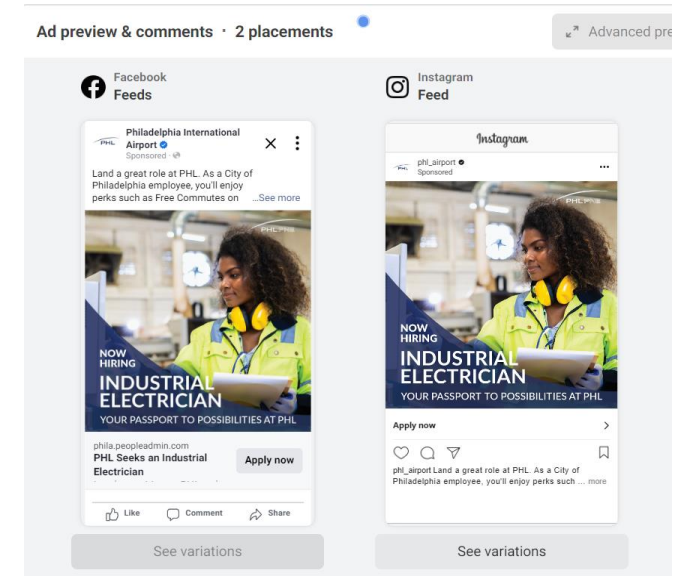 Ad preview & comments · 2 placements
Advanced pre
Facebook
Feeds
PHL
Philadelphia International
Airport
Sponsored ·
Land a great role at PHL. As a City of
Philadelphia employee, you'll enjoy
perks such as Free Commutes on ...See more
PHL
NOW
HIRING
INDUSTRIAL
ELECTRICIAN
YOUR PASSPORT TO POSSIBILITIES AT PHL
phila.peopleadmin.com
PHL Seeks an Industrial
Electrician
Apply now
Like Comment Share
See variations
Instagram
Feed
Instagram
phl_airport
Sponsored
PHL
NOW
HIRING
INDUSTRIAL
ELECTRICIAN
YOUR PASSPORT TO POSSIBILITIES AT PHL
Apply now
phl_airport Land a great role at PHL. As a City of
Philadelphia employee, you'll enjoy perks such ... more
See variations